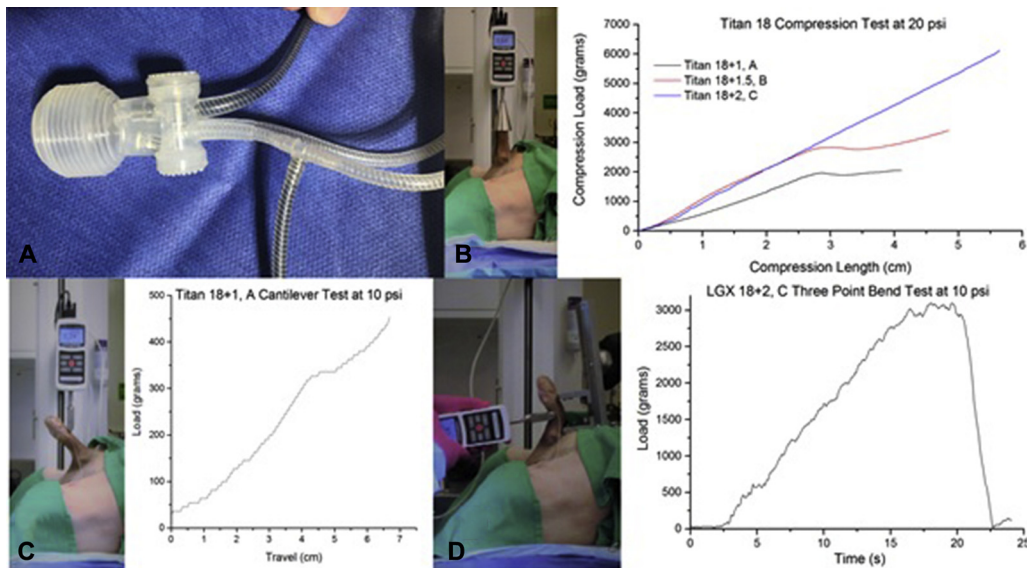 A
B
Titan 18 Compression Test at 20 psi
Compression Load (grams)
7000
6000
5000
4000
3000
2000
1000
0
Titan 18+1, A
Titan 18+1.5, B
Titan 18+2, C
0 1 2 3 4 5 6
Compression Length (cm)
C
Titan 18+1, A Cantilever Test at 10 psi
Load (grams)
500
400
300
200
100
0
0 1 2 3 4 5 6 7
Travel (cm)
D
LGX 18+2, C Three Point Bend Test at 10 psi
Load (grams)
3000
2500
2000
1500
1000
500
0
0 5 10 15 20 25
Time (s)